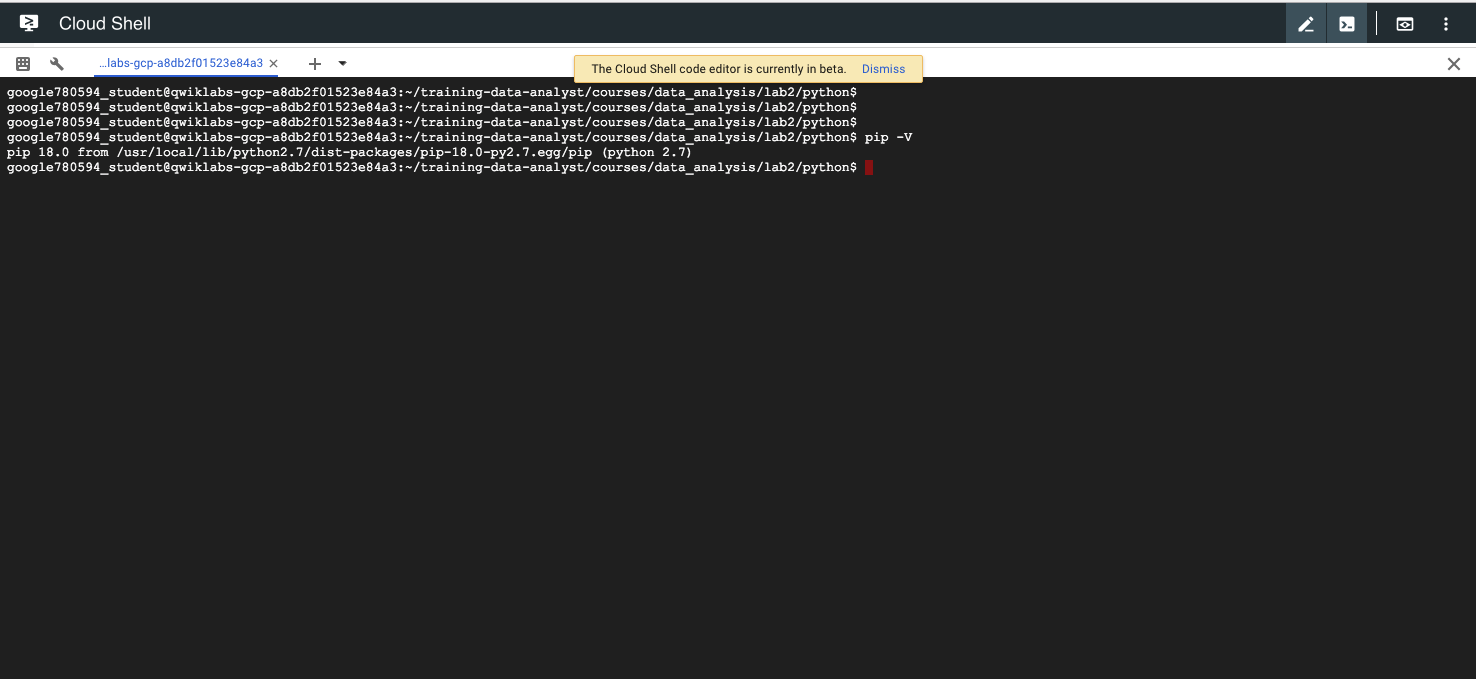 Cloud Shell
...labs-gcp-a8db2f01523e84a3
The Cloud Shell code editor is currently in beta. Dismiss
google780594_student@qwiklabs-gcp-a8db2f01523e84a3:~/training-data-analyst/courses/data_analysis/lab2/python$
google780594_student@qwiklabs-gcp-a8db2f01523e84a3:~/training-data-analyst/courses/data_analysis/lab2/python$
google780594_student@qwiklabs-gcp-a8db2f01523e84a3:~/training-data-analyst/courses/data_analysis/lab2/python$
google780594_student@qwiklabs-gcp-a8db2f01523e84a3:~/training-data-analyst/courses/data_analysis/lab2/python$ pip -V
pip 18.0 from /usr/local/lib/python2.7/dist-packages/pip-18.0-py2.7.egg/pip (python 2.7)
google780594_student@qwiklabs-gcp-a8db2f01523e84a3:~/training-data-analyst/courses/data_analysis/lab2/python$